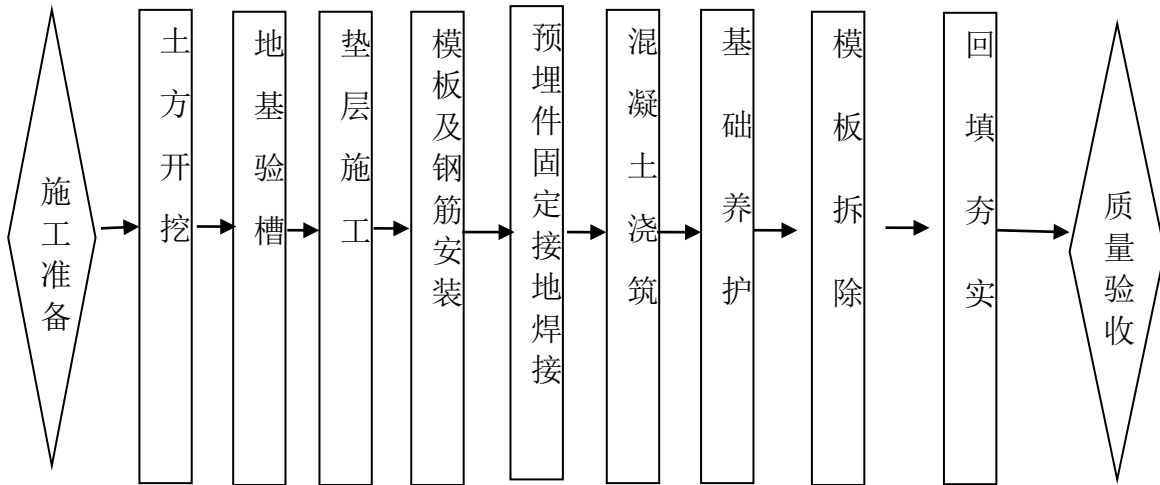 施工准备
土方开挖
地基验槽
垫层施工
模板及钢筋安装
预埋件固定接地焊接
混凝土浇筑
基础养护
模板拆除
回填夯实
质量验收